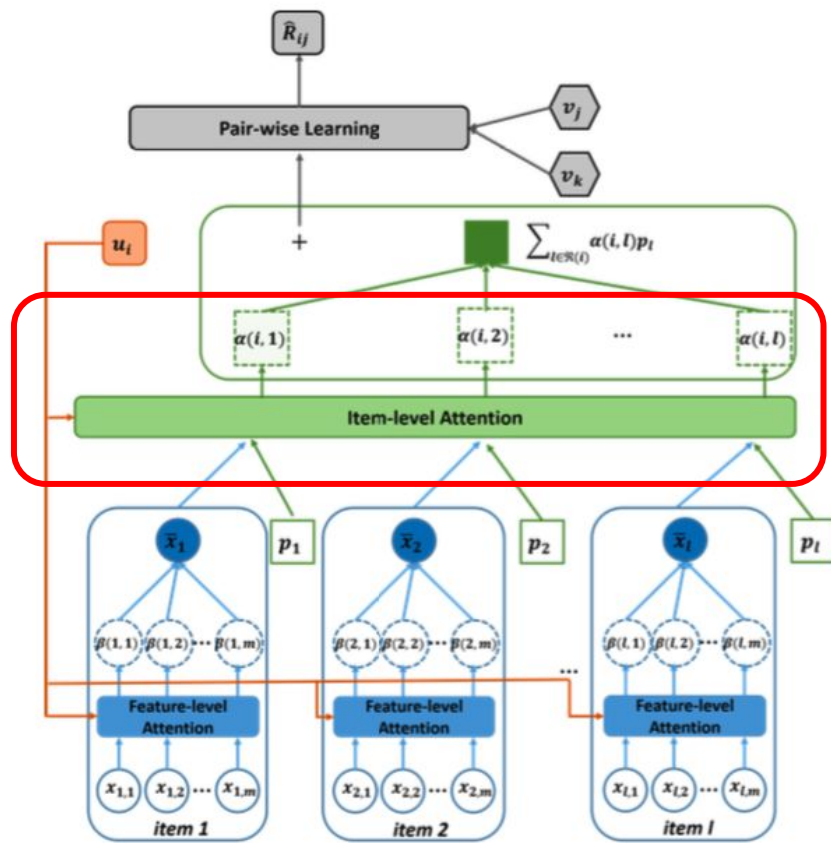 R̂ᵢⱼ
Pair-wise Learning
vⱼ
vₖ
uᵢ
+
∑_{l∈ℜ(i)} α(i, l)pₗ
α(i, 1) α(i, 2) ... α(i, l)
Item-level Attention
x̄₁ p₁ x̄₂ p₂ x̄ₗ pₗ
β(1, 1) β(1, 2) ... β(1, m) β(2, 1) β(2, 2) ... β(2, m) β(l, 1) β(l, 2) ... β(l, m)
...
Feature-level Attention Feature-level Attention Feature-level Attention
x₁,₁ x₁,₂ ... x₁,ₘ x₂,₁ x₂,₂ ... x₂,ₘ xₗ,₁ xₗ,₂ ... xₗ,ₘ
item 1 item 2 item l